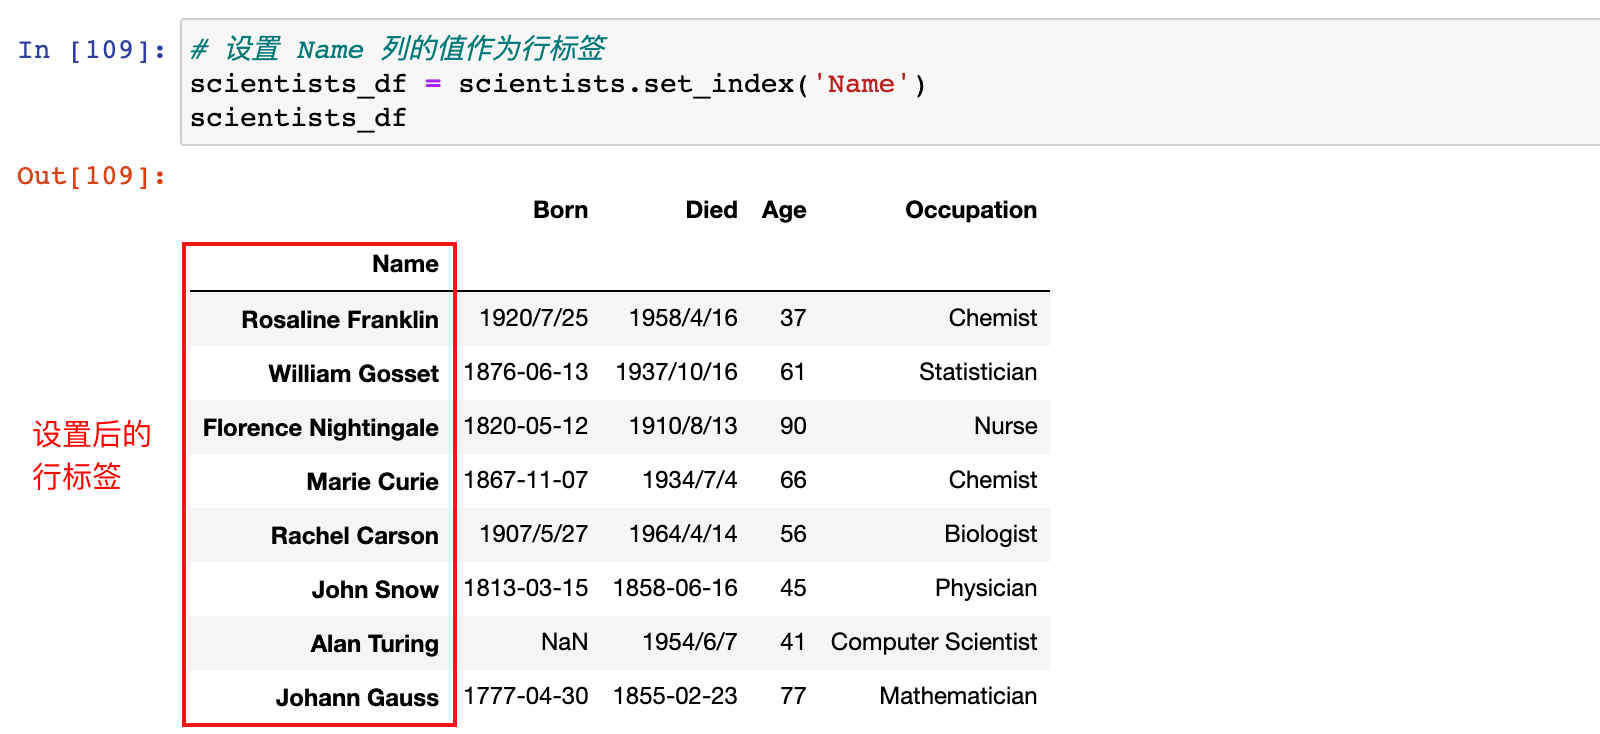 In [109]:
# 设置 Name 列的值作为行标签
scientists_df = scientists.set_index('Name')
scientists_df
Out[109]:
Born Died Age Occupation
Name
Rosaline Franklin 1920/7/25 1958/4/16 37 Chemist
William Gosset 1876-06-13 1937/10/16 61 Statistician
Florence Nightingale 1820-05-12 1910/8/13 90 Nurse
Marie Curie 1867-11-07 1934/7/4 66 Chemist
Rachel Carson 1907/5/27 1964/4/14 56 Biologist
John Snow 1813-03-15 1858-06-16 45 Physician
Alan Turing NaN 1954/6/7 41 Computer Scientist
Johann Gauss 1777-04-30 1855-02-23 77 Mathematician
设置后的
行标签